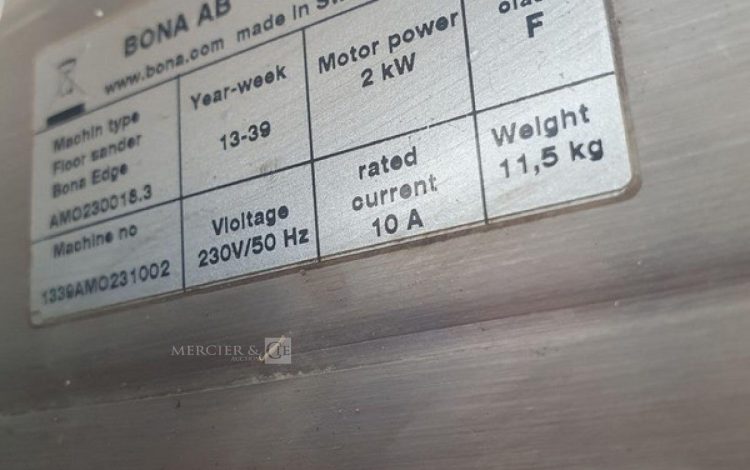 BONA AB
www.bona.com made in
Machin type
Floor sander
Bona Edge
AMO230018.3
Year-week
13-39
Motor power
2 kW
F
Machine no
1339AMO231002
Vloltage
230V/50 Hz
rated
current
10 A
Weight
11,5 kg
MERCIER & CIE
AUCTION